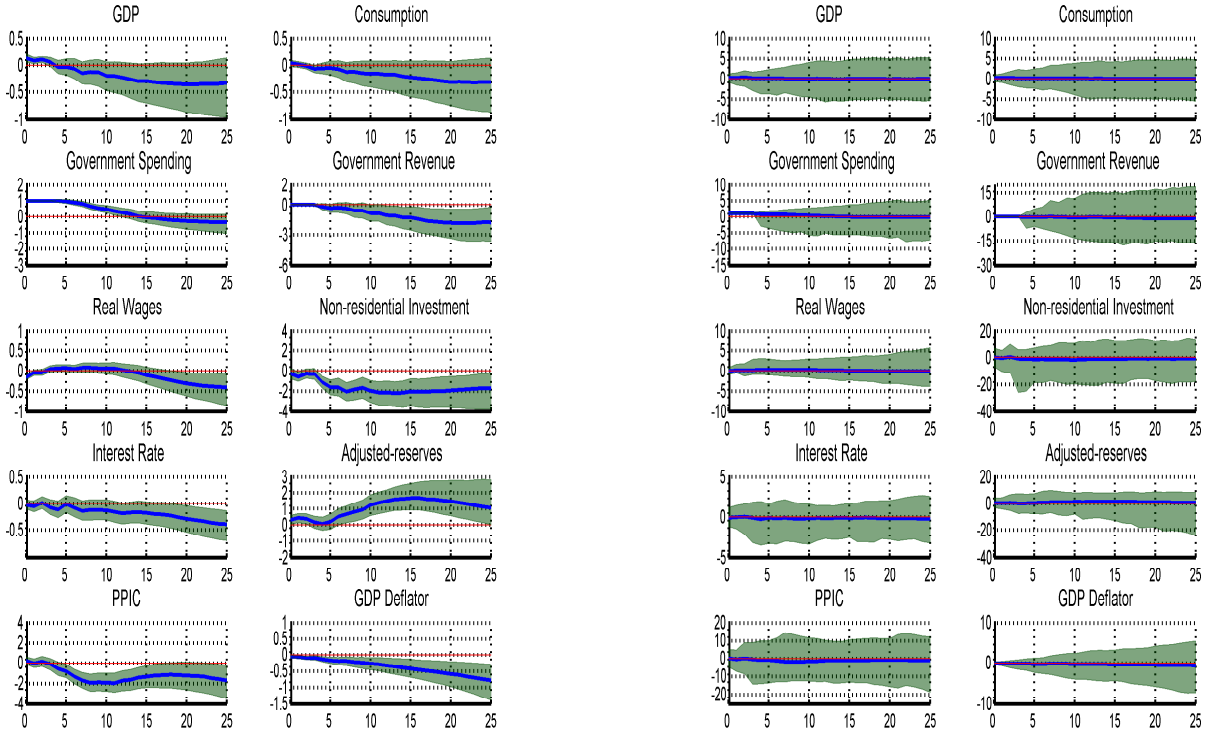 GDP Consumption GDP Consumption
0.5 0.5 10 10
0 0 5 5
-0.5 -0.5 0 0
-5 -5
-1 -1 -10 -10
0 5 10 15 20 25 0 5 10 15 20 25 0 5 10 15 20 25 0 5 10 15 20 25
Government Spending Government Revenue Government Spending Government Revenue
2 2 10 15
1 0 5 0
0 -3 0 -15
-1 -6 -5 -30
-2 -10
-3 -15
0 5 10 15 20 25 0 5 10 15 20 25 0 5 10 15 20 25 0 5 10 15 20 25
Real Wages Non-residential Investment Real Wages Non-residential Investment
1 4 10 20
0.5 2 5 0
0 0 0 -20
-0.5 -2 -5 -40
-1 -4 -10
0 5 10 15 20 25 0 5 10 15 20 25 0 5 10 15 20 25 0 5 10 15 20 25
Interest Rate Adjusted-reserves Interest Rate Adjusted-reserves
0.5 3 5 20
0 2 0 0
-0.5 1 5 -20
0 -40
-1
-2
0 5 10 15 20 25 0 5 10 15 20 25 0 5 10 15 20 25 0 5 10 15 20 25
PPIC GDP Deflator PPIC GDP Deflator
4 1 20 10
2 0.5 10 0
0 0 0 -10
-2 -0.5 -10
-4 -1 -20
-1.5
0 5 10 15 20 25 0 5 10 15 20 25 0 5 10 15 20 25 0 5 10 15 20 25